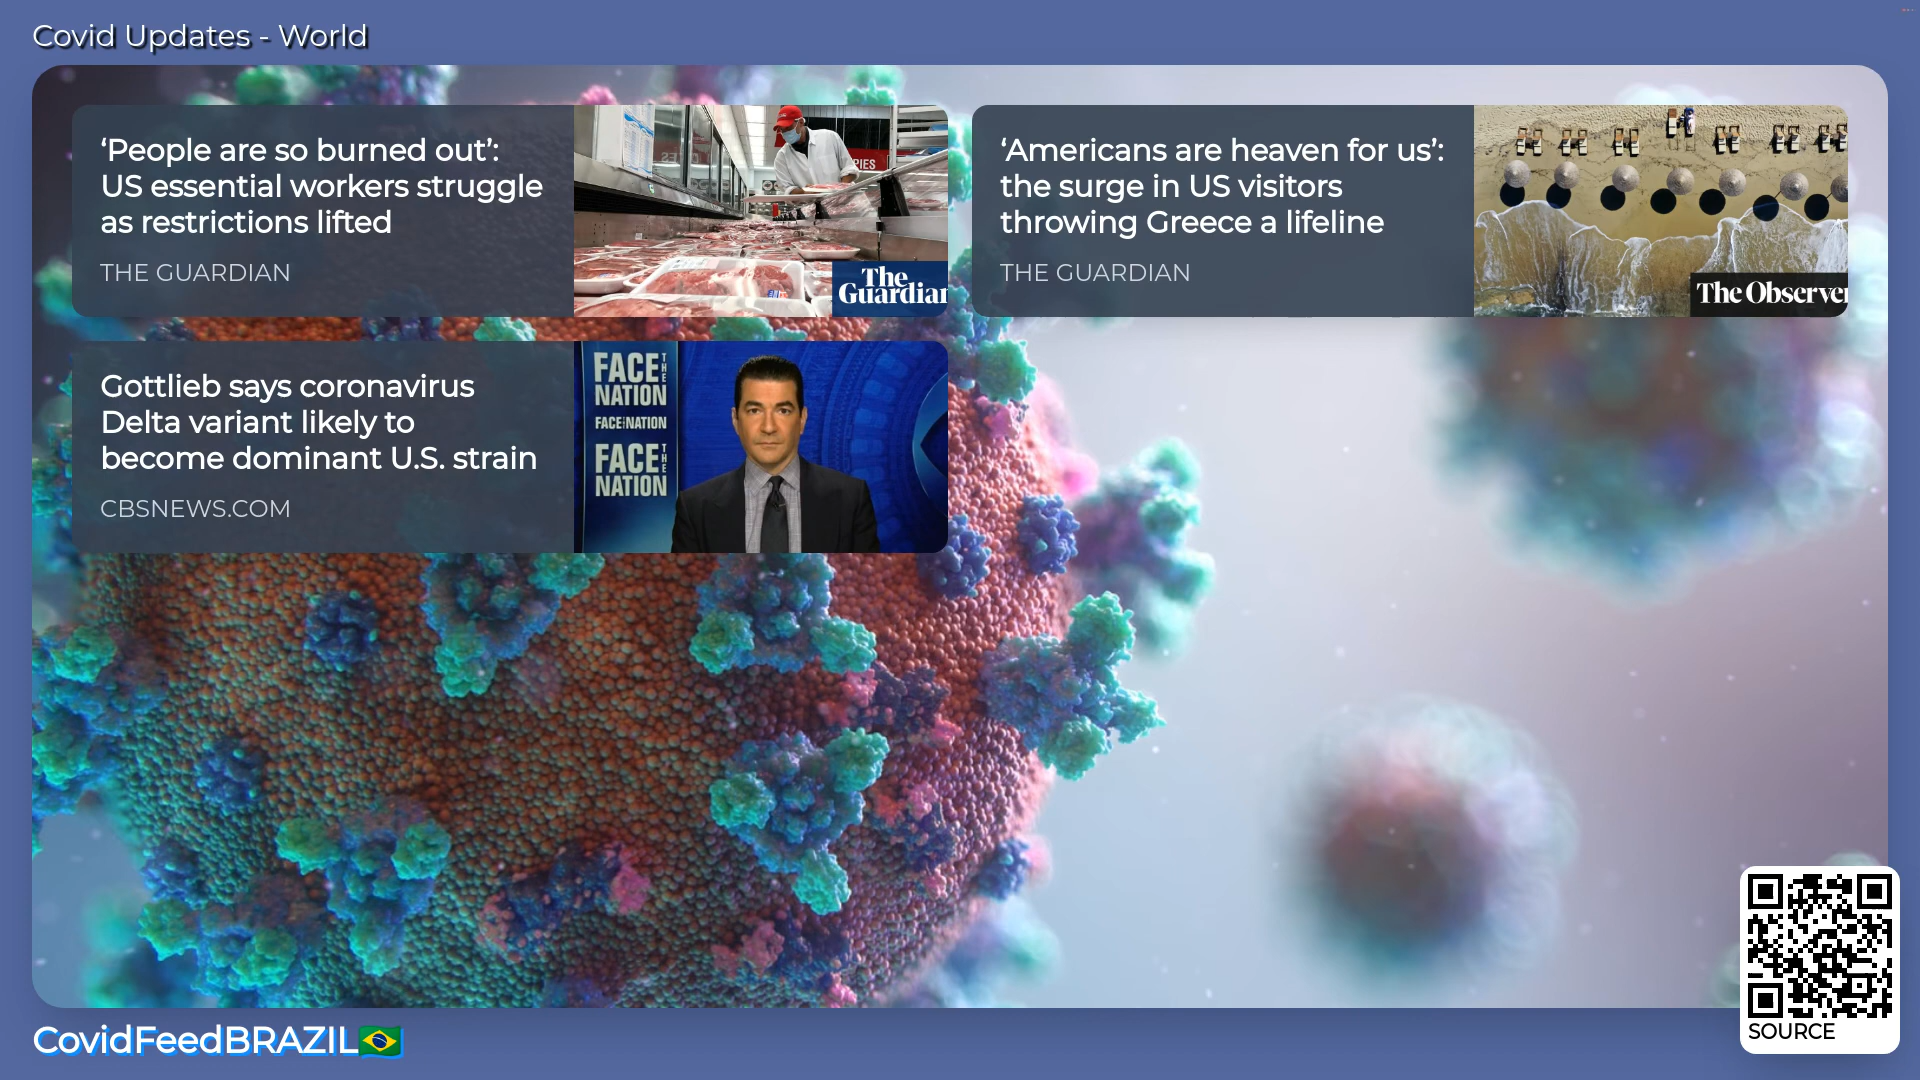 Covid Updates - World
‘People are so burned out’:
US essential workers struggle
as restrictions lifted
THE GUARDIAN
23
PIES
The
Guardian
‘Americans are heaven for us’:
the surge in US visitors
throwing Greece a lifeline
THE GUARDIAN
The Observer
Gottlieb says coronavirus
Delta variant likely to
become dominant U.S. strain
CBSNEWS.COM
FACE THE
NATION
FACE THE NATION
FACE THE
NATION
CovidFeedBRAZIL🇧🇷
SOURCE